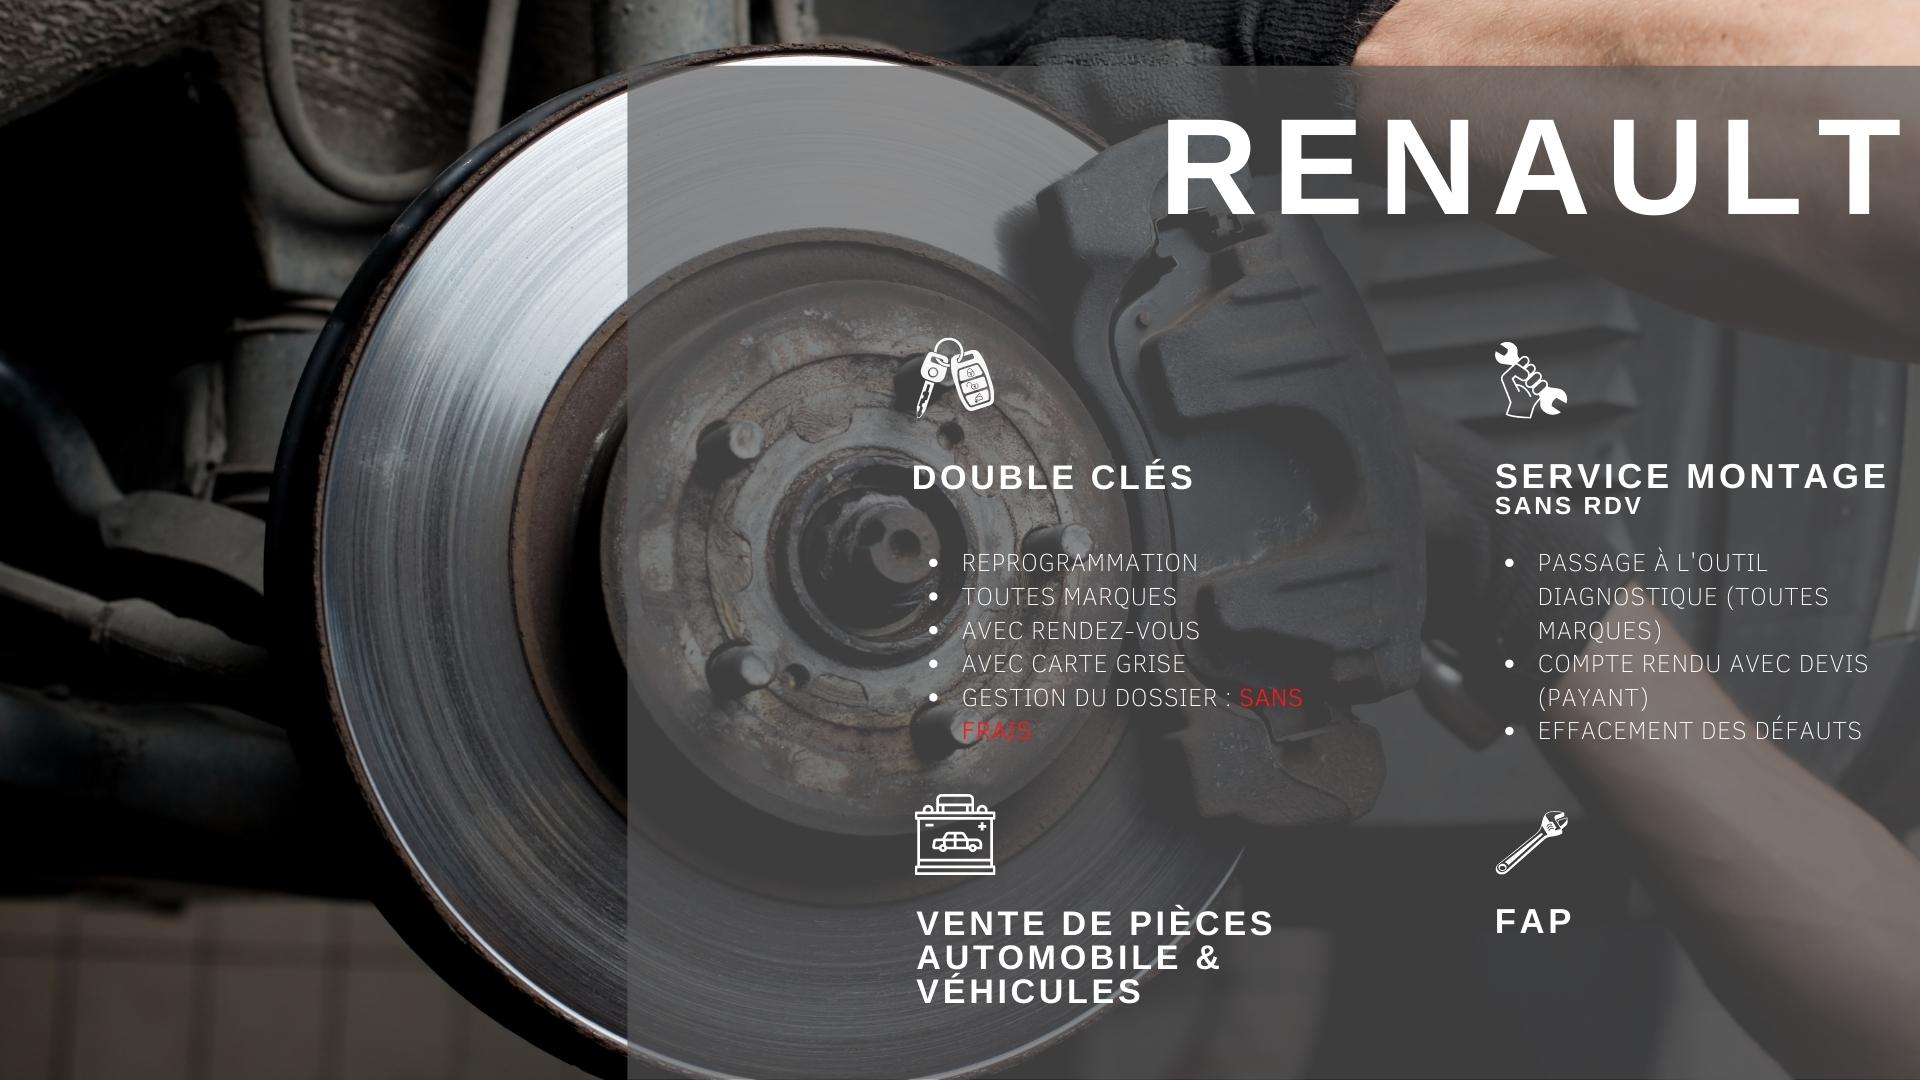 RENAULT
DOUBLE CLÉS
• REPROGRAMMATION
• TOUTES MARQUES
• AVEC RENDEZ-VOUS
• AVEC CARTE GRISE
• GESTION DU DOSSIER : SANS
FRAIS
SERVICE MONTAGE
SANS RDV
• PASSAGE À L'OUTIL
DIAGNOSTIQUE (TOUTES
MARQUES)
• COMPTE RENDU AVEC DEVIS
(PAYANT)
• EFFACEMENT DES DÉFAUTS
VENTE DE PIÈCES
AUTOMOBILE &
VÉHICULES
FAP